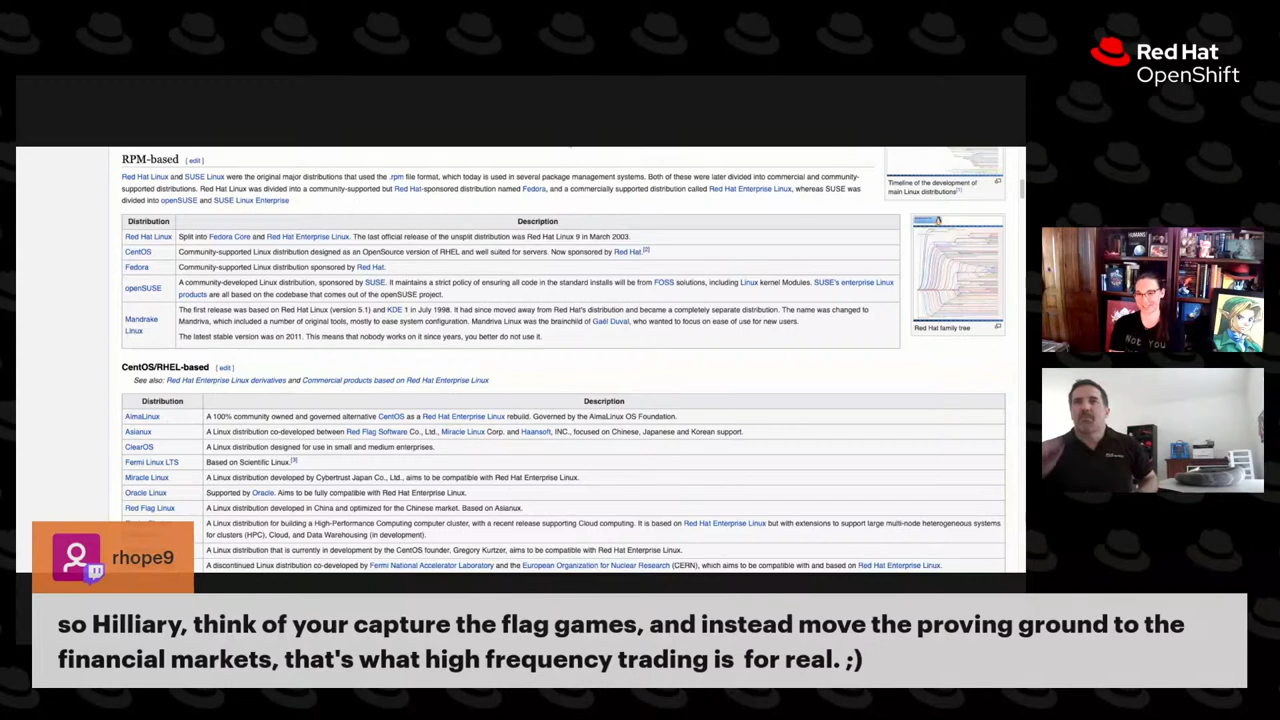 Red Hat
OpenShift
RPM-based [ edit ]
Red Hat Linux and SUSE Linux were the original major distributions that used the .rpm file format, which today is used in several package management systems. Both of these were later divided into commercial and community-
supported distributions. Red Hat Linux was divided into a community-supported but Red Hat-sponsored distribution named Fedora, and a commercially supported distribution called Red Hat Enterprise Linux, whereas SUSE was
divided into openSUSE and SUSE Linux Enterprise
Timeline of the development of
main Linux distributions[1]
Distribution Description
Red Hat Linux Split into Fedora Core and Red Hat Enterprise Linux. The last official release of the unsplit distribution was Red Hat Linux 9 in March 2003.
CentOS Community-supported Linux distribution designed as an OpenSource version of RHEL and well suited for servers. Now sponsored by Red Hat.[2]
Fedora Community-supported Linux distribution sponsored by Red Hat.
openSUSE A community-developed Linux distribution, sponsored by SUSE. It maintains a strict policy of ensuring all code in the standard installs will be from FOSS solutions, including Linux kernel Modules. SUSE's enterprise Linux
products are all based on the codebase that comes out of the openSUSE project.
Mandrake
Linux
The first release was based on Red Hat Linux (version 5.1) and KDE 1 in July 1998. It had since moved away from Red Hat's distribution and became a completely separate distribution. The name was changed to
Mandriva, which included a number of original tools, mostly to ease system configuration. Mandriva Linux was the brainchild of Gaël Duval, who wanted to focus on ease of use for new users.
The latest stable version was on 2011. This means that nobody works on it since years, you better do not use it.
Red Hat family tree
CentOS/RHEL-based [ edit ]
See also: Red Hat Enterprise Linux derivatives and Commercial products based on Red Hat Enterprise Linux
Distribution Description
AlmaLinux A 100% community owned and governed alternative CentOS as a Red Hat Enterprise Linux rebuild. Governed by the AlmaLinux OS Foundation.
Asianux A Linux distribution co-developed between Red Flag Software Co., Ltd., Miracle Linux Corp. and Haansoft, INC., focused on Chinese, Japanese and Korean support.
ClearOS A Linux distribution designed for use in small and medium enterprises.
Fermi Linux LTS Based on Scientific Linux.[3]
Miracle Linux A Linux distribution developed by Cybertrust Japan Co., Ltd., aims to be compatible with Red Hat Enterprise Linux.
Oracle Linux Supported by Oracle. Aims to be fully compatible with Red Hat Enterprise Linux.
Red Flag Linux A Linux distribution developed in China and optimized for the Chinese market. Based on Asianux.
A Linux distribution for building a High-Performance Computing computer cluster, with a recent release supporting Cloud computing. It is based on Red Hat Enterprise Linux but with extensions to support large multi-node heterogeneous systems
for clusters (HPC), Cloud, and Data Warehousing (in development).
A Linux distribution that is currently in development by the CentOS founder, Gregory Kurtzer, aims to be compatible with Red Hat Enterprise Linux.
A discontinued Linux distribution co-developed by Fermi National Accelerator Laboratory and the European Organization for Nuclear Research (CERN), which aims to be compatible with and based on Red Hat Enterprise Linux.
HUMANS
NOT YOU
rhope9
so Hilliary, think of your capture the flag games, and instead move the proving ground to the
financial markets, that's what high frequency trading is for real. ;)